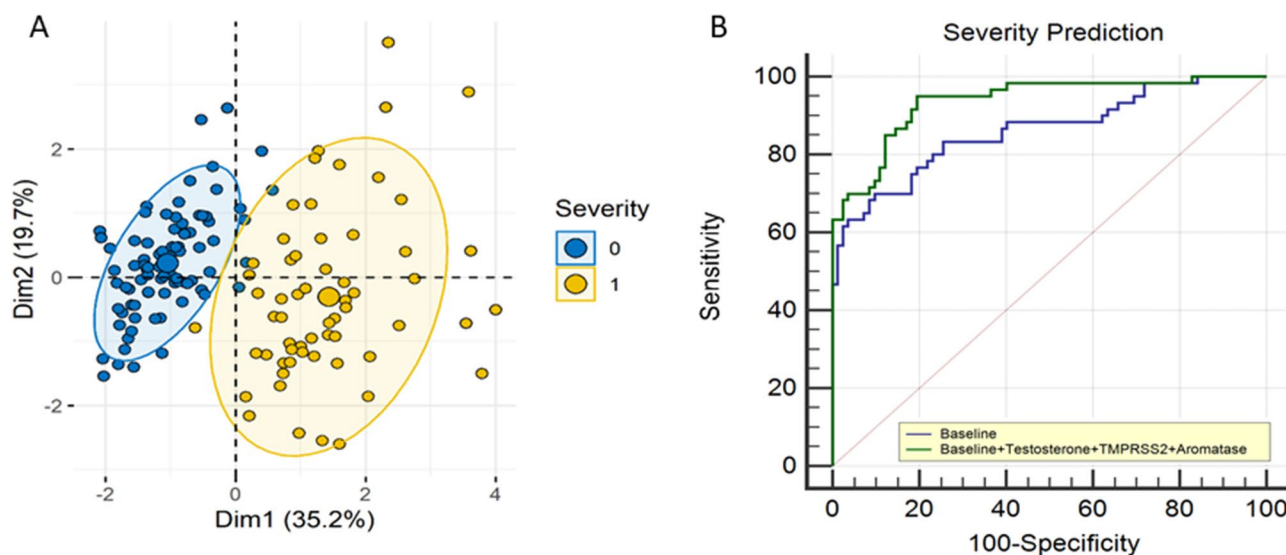 A
2
0
-2
Dim2 (19.7%)
-2
0
2
4
Dim1 (35.2%)
Severity
0
1
B
Severity Prediction
100
80
60
40
20
0
Sensitivity
Baseline
Baseline+Testosterone+TMPRSS2+Aromatase
0
20
40
60
80
100
100-Specificity